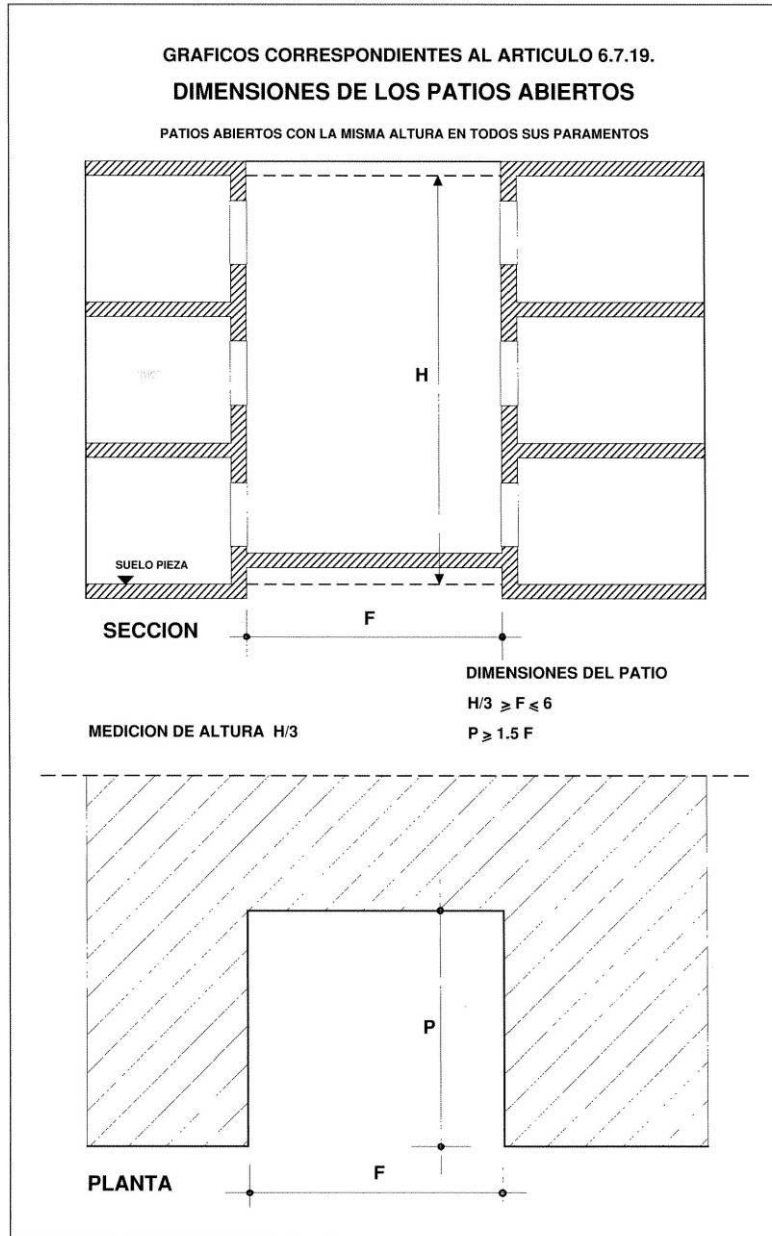 GRAFICOS CORRESPONDIENTES AL ARTICULO 6.7.19.
DIMENSIONES DE LOS PATIOS ABIERTOS
PATIOS ABIERTOS CON LA MISMA ALTURA EN TODOS SUS PARAMENTOS
H
SUELO PIEZA
SECCION
F
DIMENSIONES DEL PATIO
H/3 ≥ F ≤ 6
MEDICION DE ALTURA H/3
P ≥ 1.5 F
P
PLANTA
F